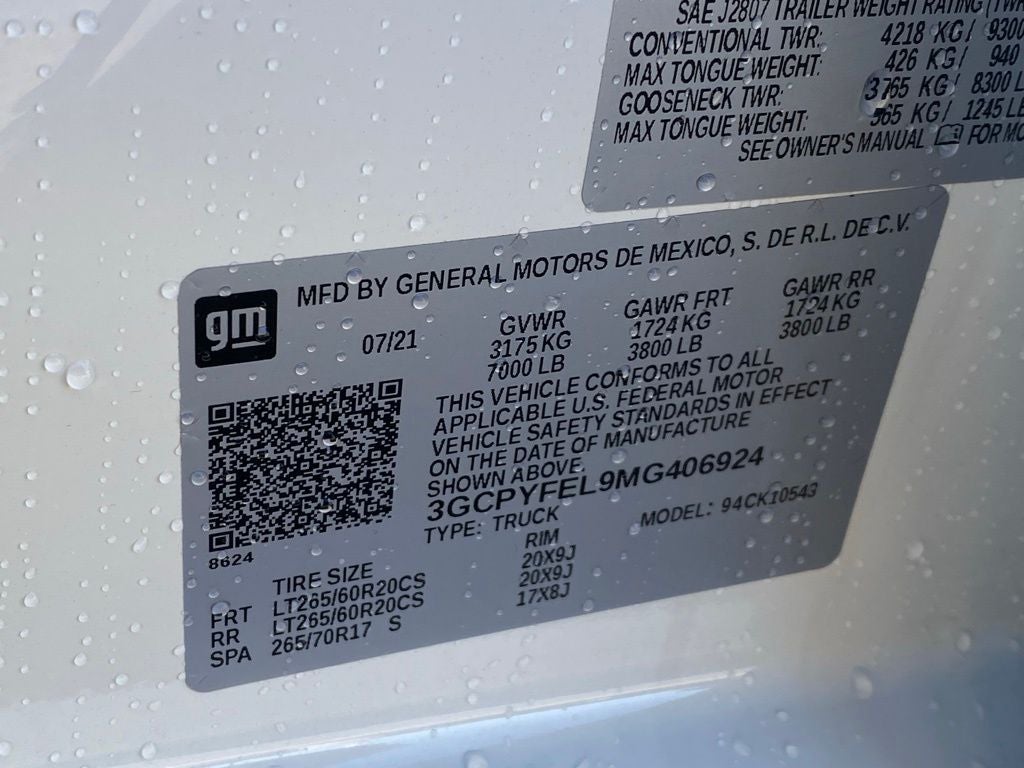 SAE J2807 TRAILER WEIGHT RATING (TWR
CONVENTIONAL TWR: 4218 KG/ 9300
MAX TONGUE WEIGHT: 426 KG/ 940
GOOSENECK TWR: 3765 KG/ 8300 L
MAX TONGUE WEIGHT: 565 KG/ 1245 LB
SEE OWNER'S MANUAL FOR MO
gm
MFD BY GENERAL MOTORS DE MEXICO, S. DE R.L. DE C.V.
07/21
GVWR GAWR FRT GAWR RR
3175 KG 1724 KG 1724 KG
7000 LB 3800 LB 3800 LB
THIS VEHICLE CONFORMS TO ALL
APPLICABLE U.S. FEDERAL MOTOR
VEHICLE SAFETY STANDARDS IN EFFECT
ON THE DATE OF MANUFACTURE
SHOWN ABOVE.
3GCPYFEL9MG406924
TYPE: TRUCK MODEL: 94CK10543
8624
TIRE SIZE RIM
FRT LT265/60R20CS 20X9J
RR LT265/60R20CS 20X9J
SPA 265/70R17 S 17X8J